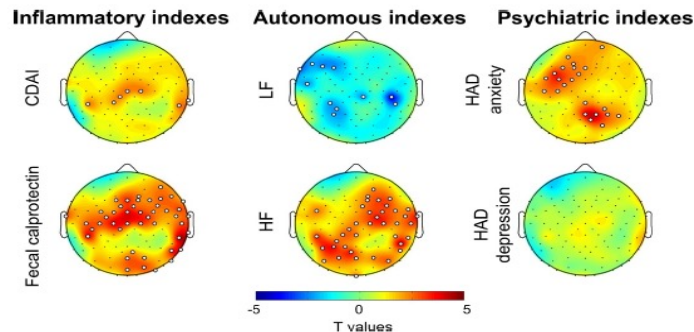 Inflammatory indexes
Autonomous indexes
Psychiatric indexes
CDAI
LF
HAD
anxiety
Fecal calprotectin
HF
HAD
depression
-5 0 5
T values